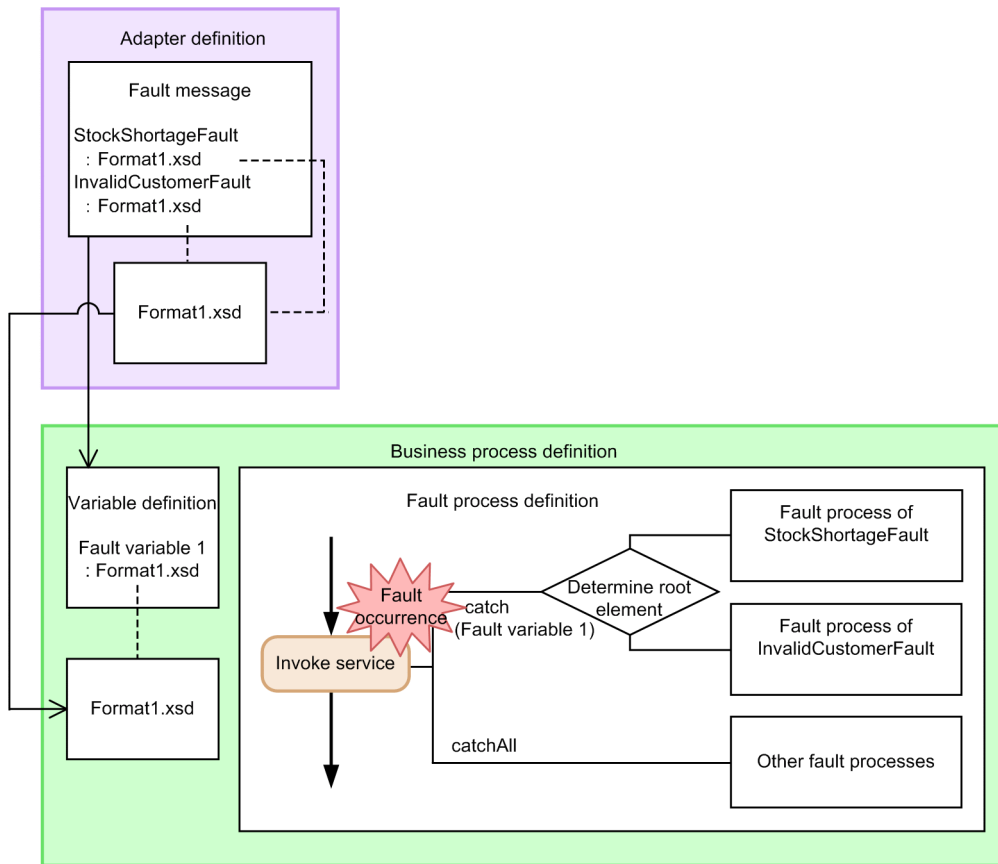 Adapter definition
Fault message
StockShortageFault
: Format1.xsd
InvalidCustomerFault
: Format1.xsd
Format1.xsd
Business process definition
Variable definition
Fault variable 1
: Format1.xsd
Format1.xsd
Fault process definition
Fault
occurrence
Invoke service
catch
(Fault variable 1)
catchAll
Determine root
element
Fault process of
StockShortageFault
Fault process of
InvalidCustomerFault
Other fault processes